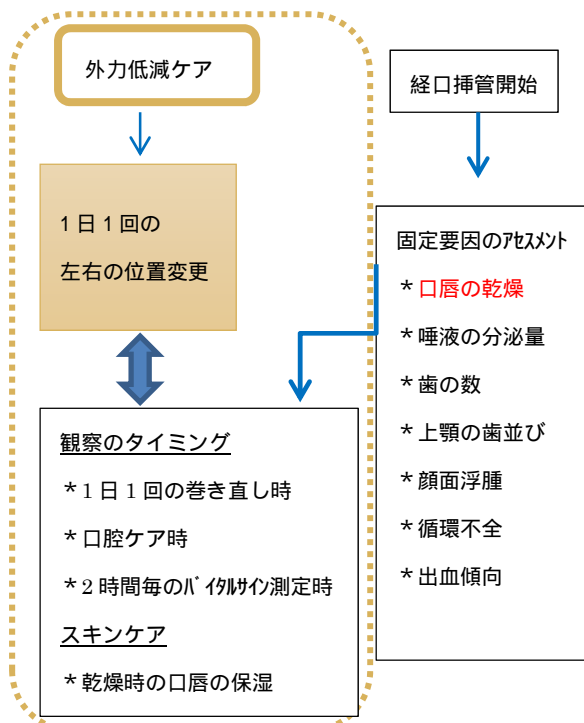 外力低減ケア
1日1回の
左右の位置変更
観察のタイミング
*1日1回の巻き直し時
*口腔ケア時
*2時間毎のﾊﾞｲﾀﾙｻｲﾝ測定時
スキンケア
*乾燥時の口唇の保湿
経口挿管開始
固定要因のｱｾｽﾒﾝﾄ
*口唇の乾燥
*唾液の分泌量
*歯の数
*上顎の歯並び
*顔面浮腫
*循環不全
*出血傾向